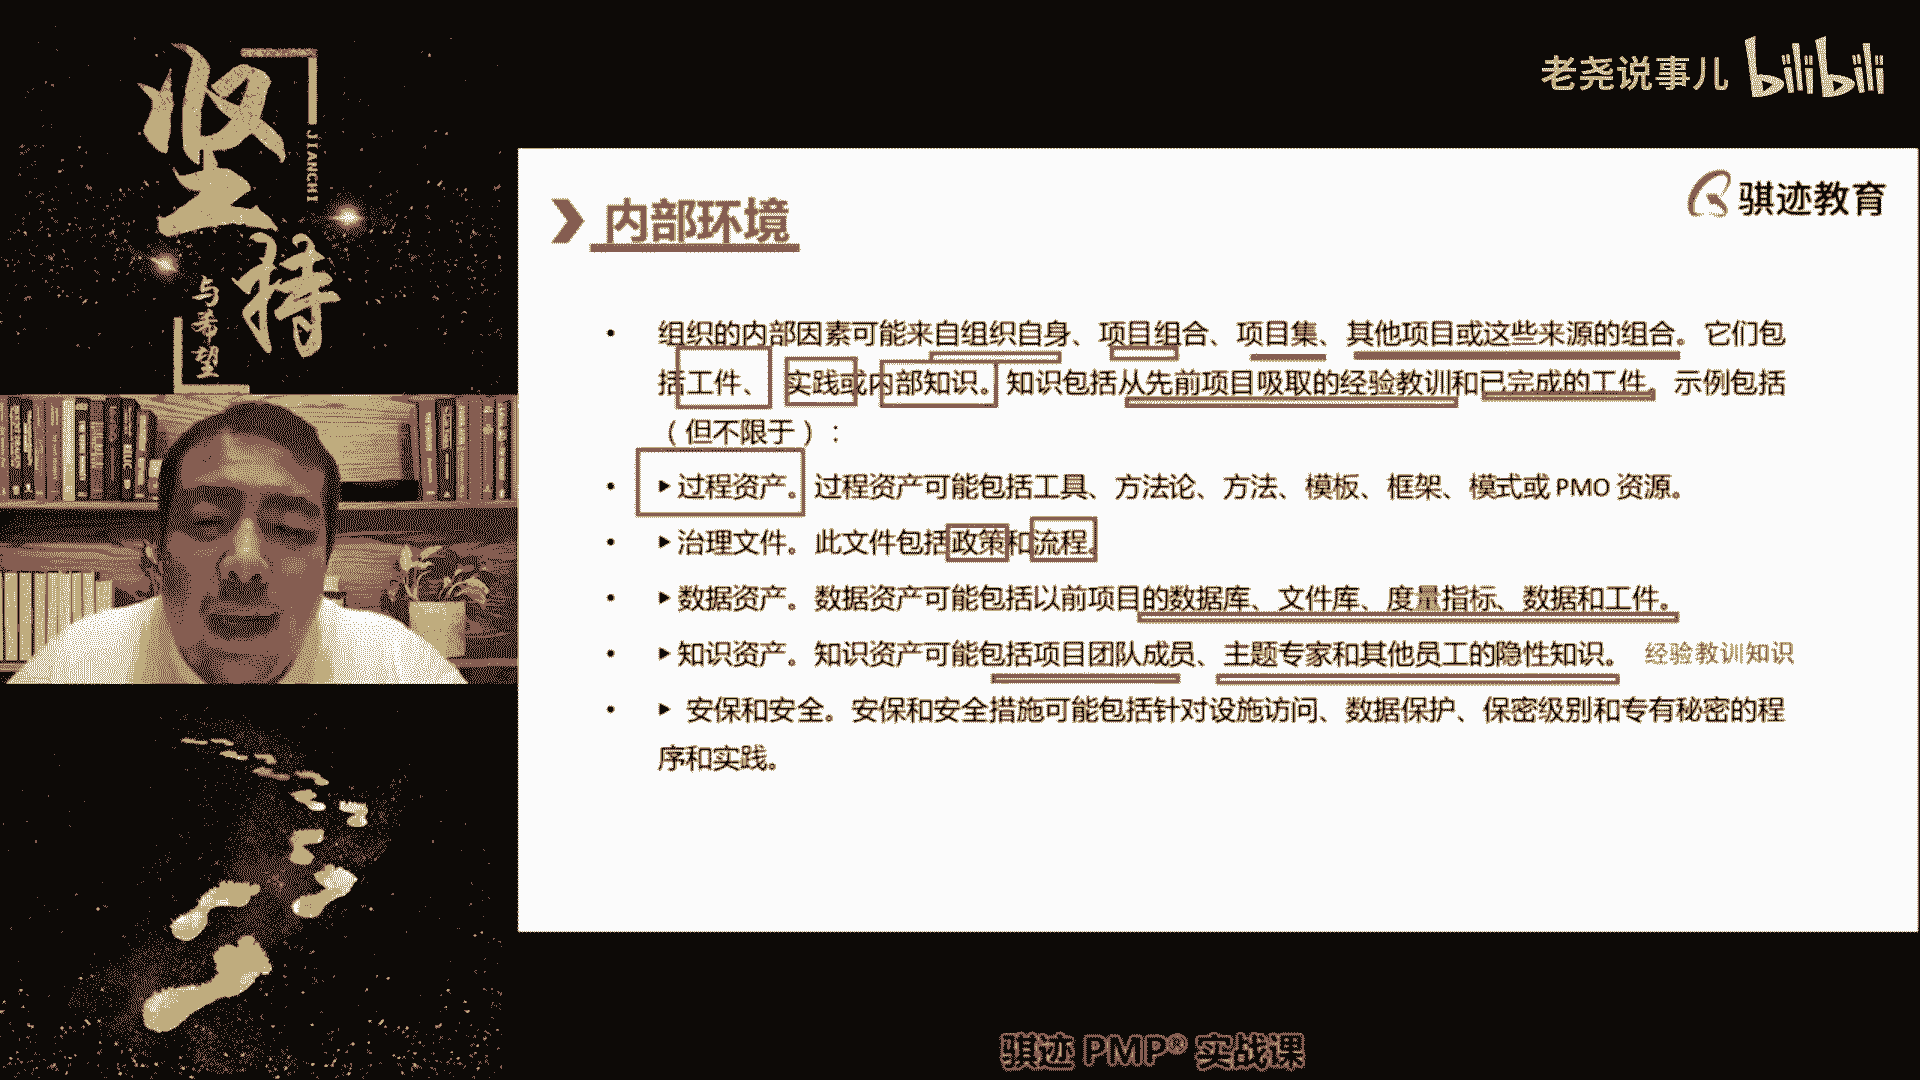 坚持
JIANCHI
与希望
老尧说事儿 bilibili
骐迹教育
内部环境
• 组织的内部因素可能来自组织自身、项目组合、项目集、其他项目或这些来源的组合。它们包
括工件、实践或内部知识。知识包括从先前项目吸取的经验教训和已完成的工件。示例包括
（但不限于）：
• ▶过程资产。过程资产可能包括工具、方法论、方法、模板、框架、模式或 PMO 资源。
• ▶治理文件。此文件包括政策和流程。
• ▶数据资产。数据资产可能包括以前项目的数据库、文件库、度量指标、数据和工件。
• ▶知识资产。知识资产可能包括项目团队成员、主题专家和其他员工的隐性知识。 经验教训知识
• ▶ 安保和安全。安保和安全措施可能包括针对设施访问、数据保护、保密级别和专有秘密的程
序和实践。
骐迹 PMP® 实战课